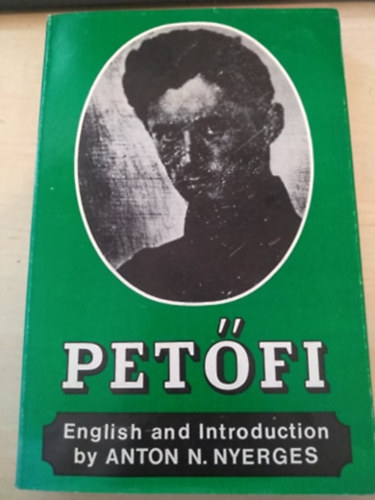 PETŐFI
English and Introduction
by ANTON N. NYERGES